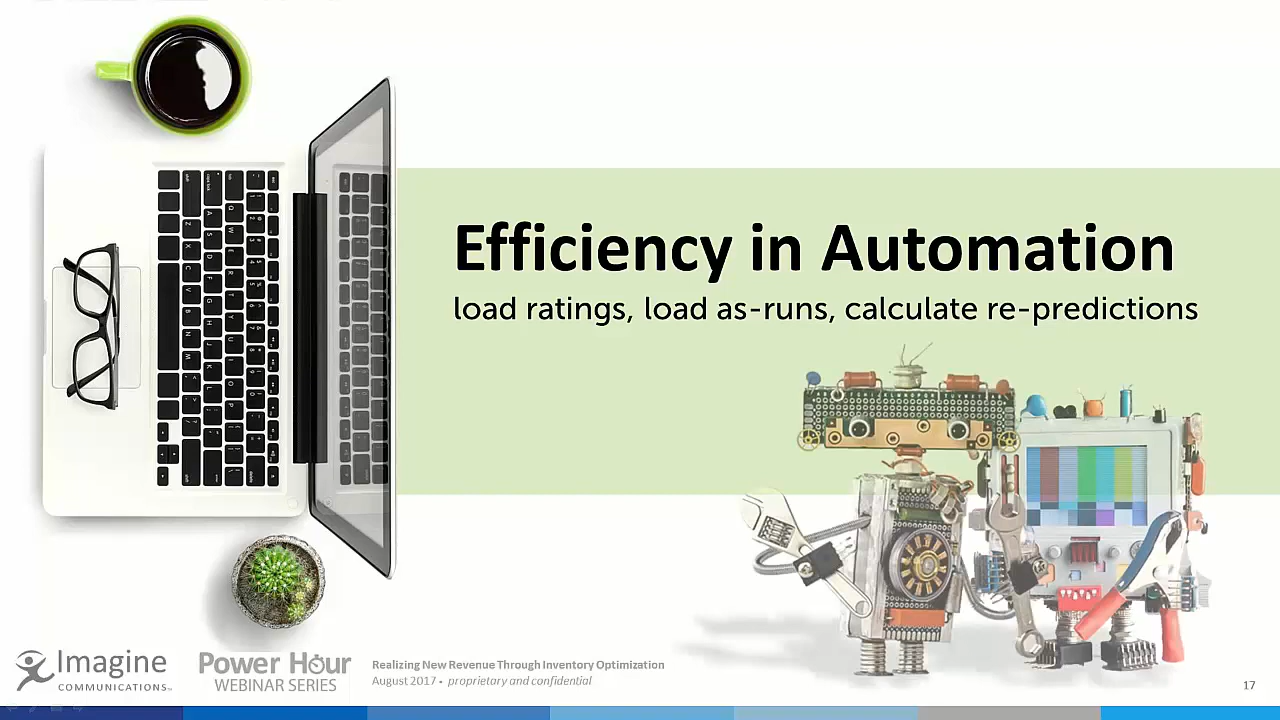 Efficiency in Automation
load ratings, load as-runs, calculate re-predictions
Imagine
COMMUNICATIONS™
Power Hour
WEBINAR SERIES
Realizing New Revenue Through Inventory Optimization
August 2017 • proprietary and confidential
17